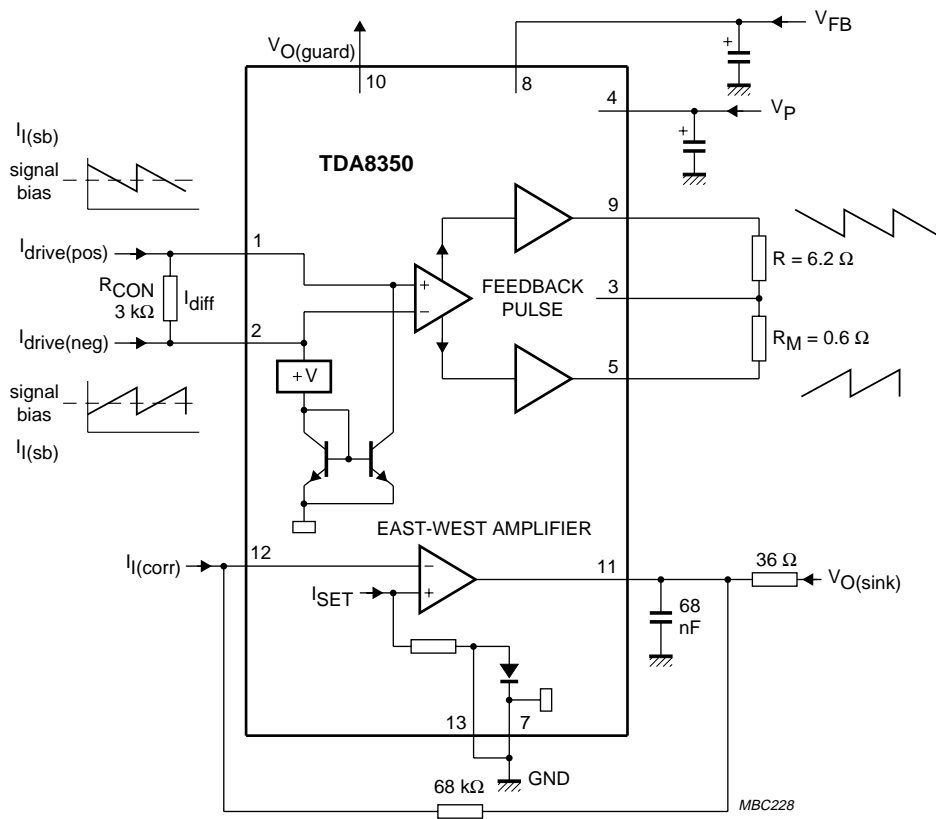 V_FB
V_O(guard)
10
8
4
V_P
I_I(sb)
signal
bias
TDA8350
9
I_drive(pos)
1
R_CON
3 kΩ
I_diff
+
−
FEEDBACK
PULSE
3
R = 6.2 Ω
I_drive(neg)
2
R_M = 0.6 Ω
+V
5
signal
bias
I_I(sb)
EAST-WEST AMPLIFIER
I_I(corr)
12
−
+
I_SET
11
36 Ω
V_O(sink)
68
nF
13
7
GND
68 kΩ
MBC228
+
+